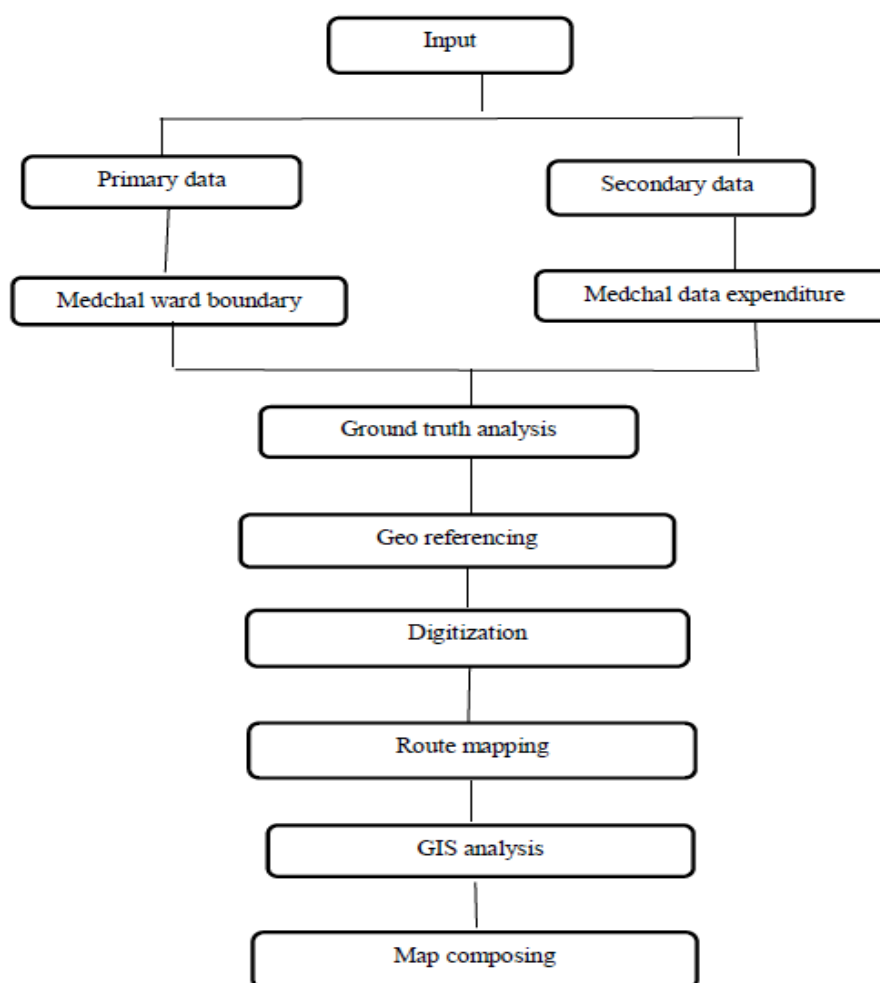 Input
Primary data
Secondary data
Medchal ward boundary
Medchal data expenditure
Ground truth analysis
Geo referencing
Digitization
Route mapping
GIS analysis
Map composing